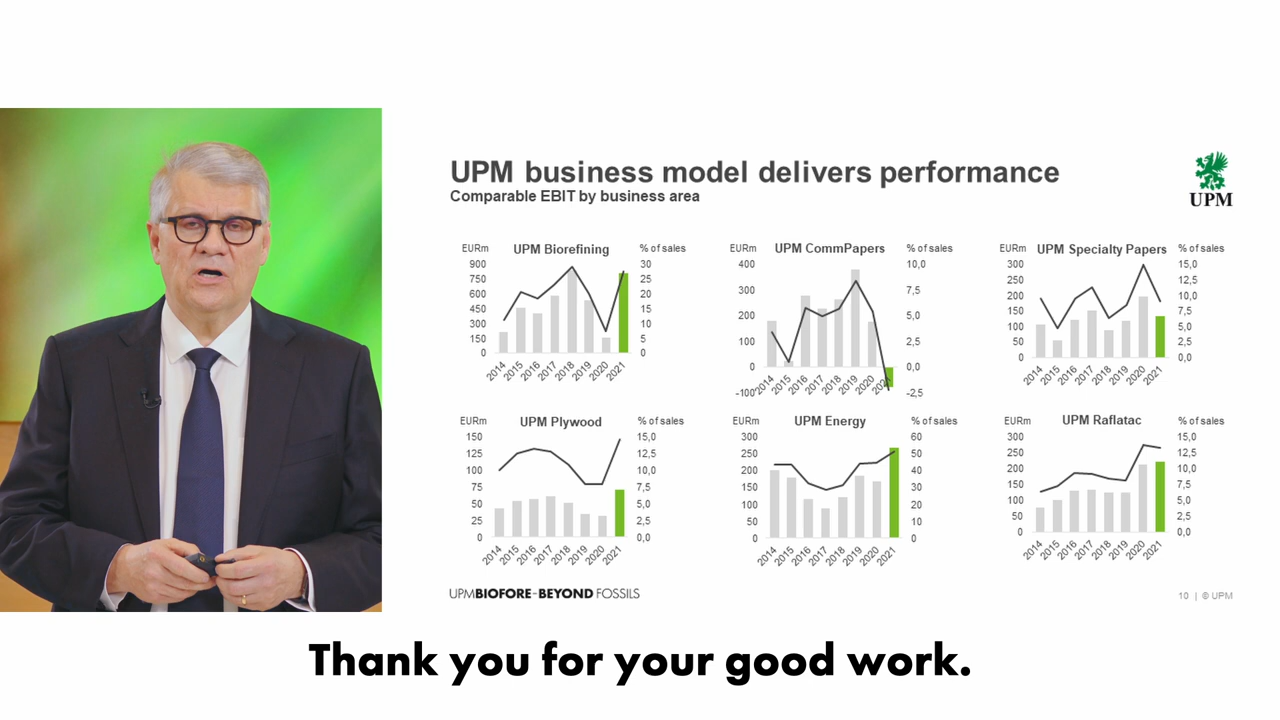 UPM business model delivers performance
Comparable EBIT by business area
UPM
EURm UPM Biorefining % of sales
900 30
750 25
600 20
450 15
300 10
150 5
0 0
2014 2015 2016 2017 2018 2019 2020 2021
EURm UPM CommPapers % of sales
400 10,0
300 7,5
200 5,0
100 2,5
0 0,0
-100 -2,5
2014 2015 2016 2017 2018 2019 2020
EURm UPM Specialty Papers % of sales
300 15,0
250 12,5
200 10,0
150 7,5
100 5,0
50 2,5
0 0,0
2014 2015 2016 2017 2018 2019 2020 2021
EURm UPM Plywood % of sales
150 15,0
125 12,5
100 10,0
75 7,5
50 5,0
25 2,5
0 0,0
2014 2015 2016 2017 2018 2019 2020 2021
EURm UPM Energy % of sales
300 60
250 50
200 40
150 30
100 20
50 10
0 0
2014 2015 2016 2017 2018 2019 2020 2021
EURm UPM Raflatac % of sales
300 15,0
250 12,5
200 10,0
150 7,5
100 5,0
50 2,5
0 0,0
2014 2015 2016 2017 2018 2019 2020 2021
UPMBIOFORE-BEYOND FOSSILS
10 | © UPM
Thank you for your good work.